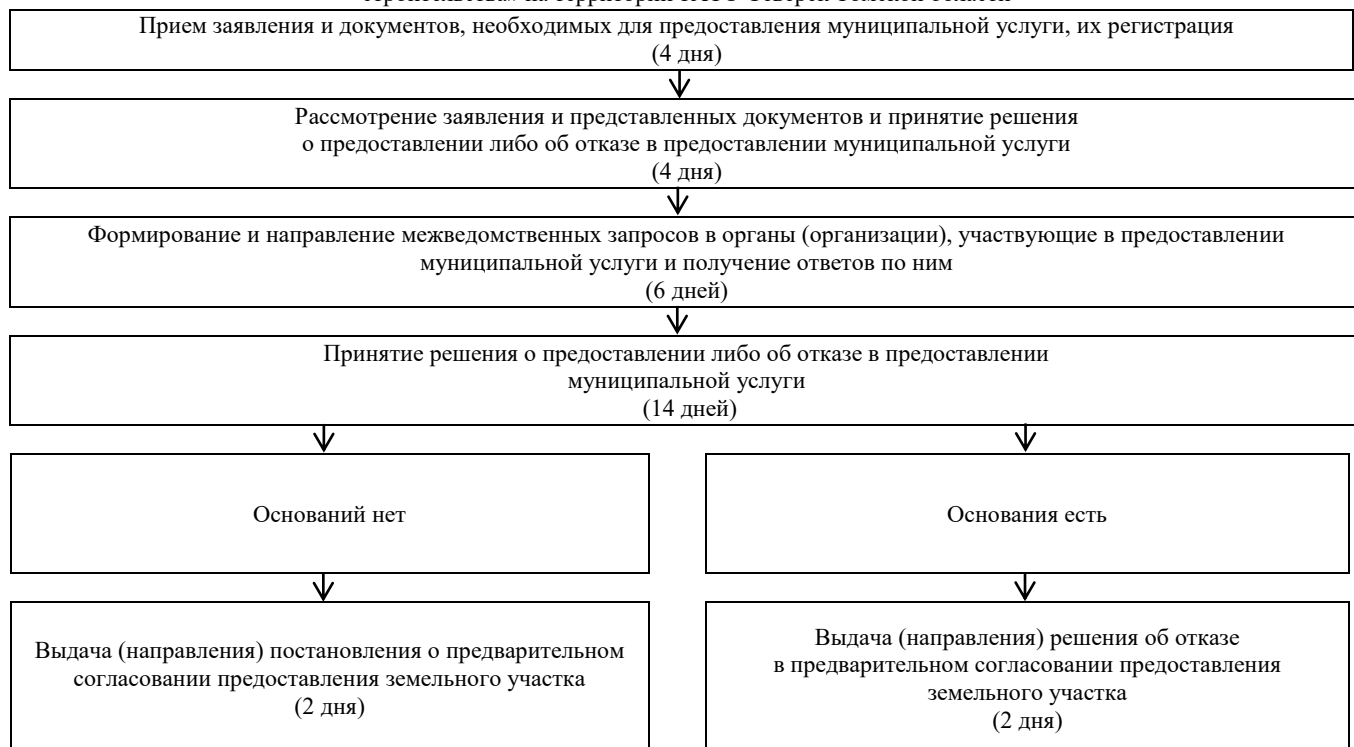 Прием заявления и документов, необходимых для предоставления муниципальной услуги, их регистрация
(4 дня)
Рассмотрение заявления и представленных документов и принятие решения
о предоставлении либо об отказе в предоставлении муниципальной услуги
(4 дня)
Формирование и направление межведомственных запросов в органы (организации), участвующие в предоставлении
муниципальной услуги и получение ответов по ним
(6 дней)
Принятие решения о предоставлении либо об отказе в предоставлении
муниципальной услуги
(14 дней)
Оснований нет
Основания есть
Выдача (направления) постановления о предварительном
согласовании предоставления земельного участка
(2 дня)
Выдача (направления) решения об отказе
в предварительном согласовании предоставления
земельного участка
(2 дня)